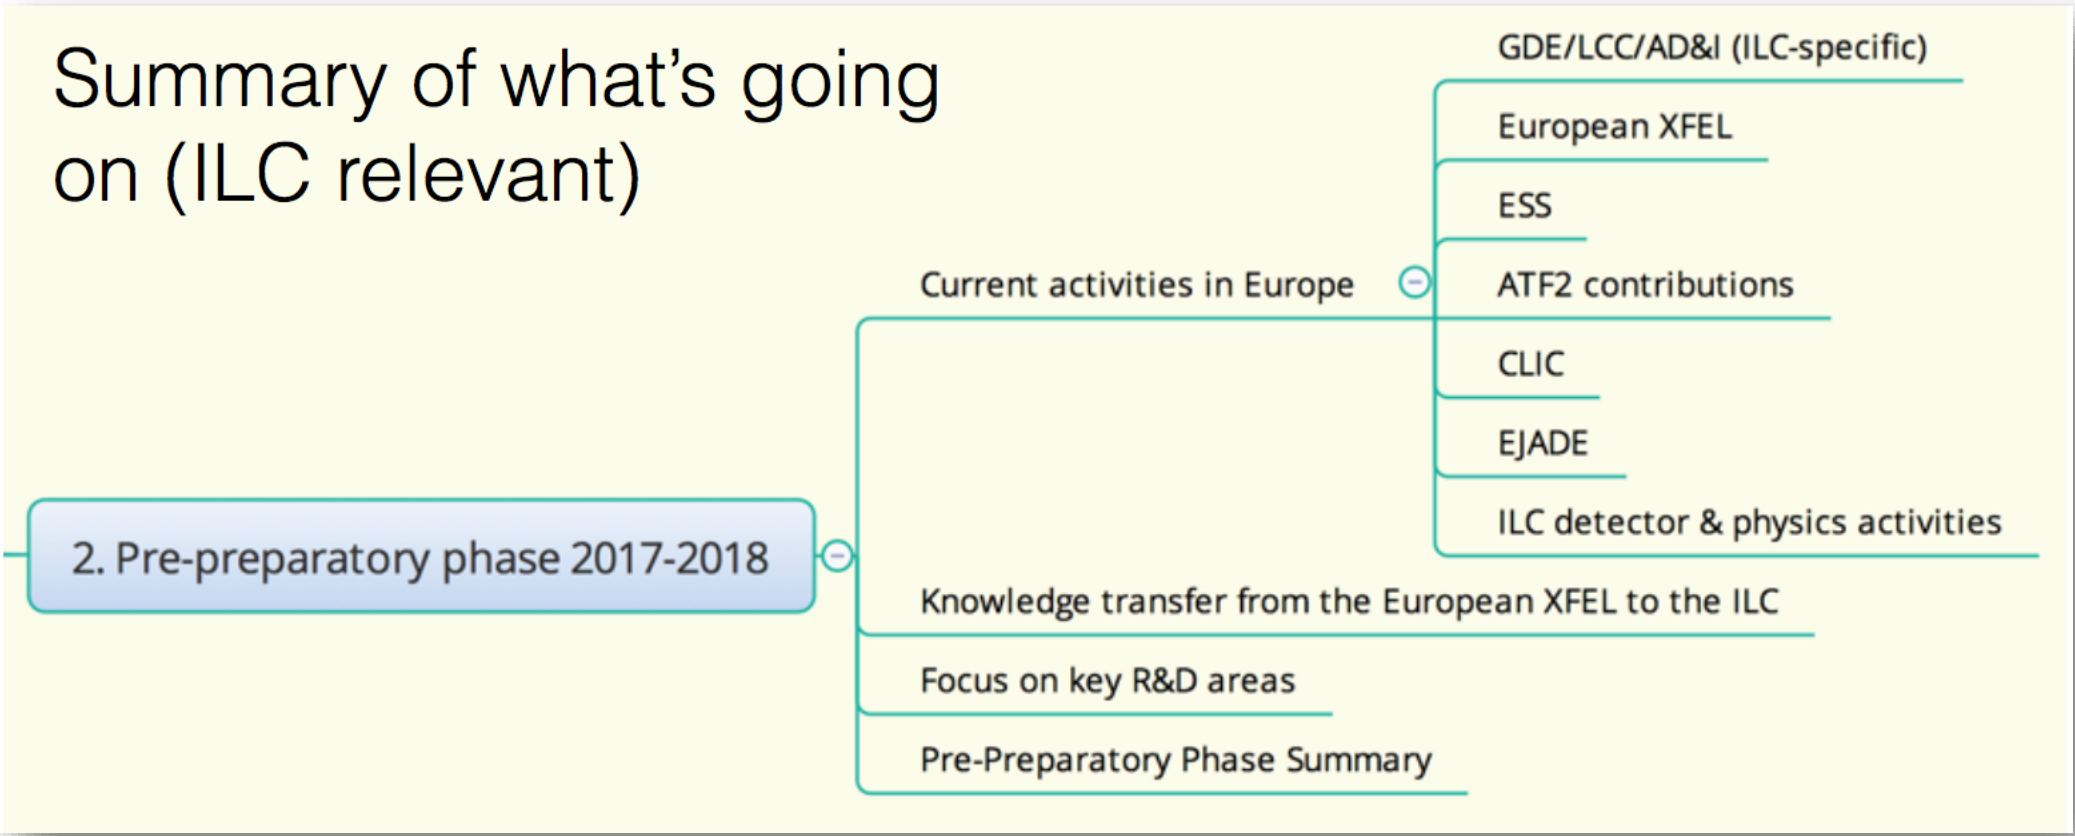 Summary of what's going
on (ILC relevant)
GDE/LCC/AD&I (ILC-specific)
European XFEL
ESS
Current activities in Europe
ATF2 contributions
CLIC
EJADE
ILC detector & physics activities
2. Pre-preparatory phase 2017-2018
Knowledge transfer from the European XFEL to the ILC
Focus on key R&D areas
Pre-Preparatory Phase Summary